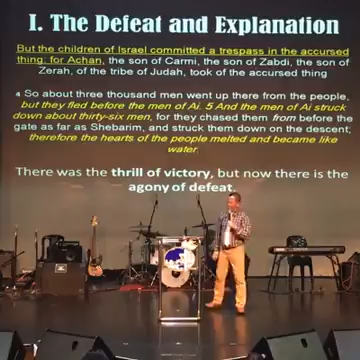 I. The Defeat and Explanation
But the children of Israel committed a trespass in the accursed
thing: for Achan, the son of Carmi, the son of Zabdi, the son of
Zerah, of the tribe of Judah, took of the accursed thing
4 So about three thousand men went up there from the people,
but they fled before the men of Ai. 5 And the men of Ai struck
down about thirty-six men, for they chased them from before the
gate as far as Shebarim, and struck them down on the descent;
therefore the hearts of the people melted and became like
water.
There was the thrill of victory, but now there is the
agony of defeat.